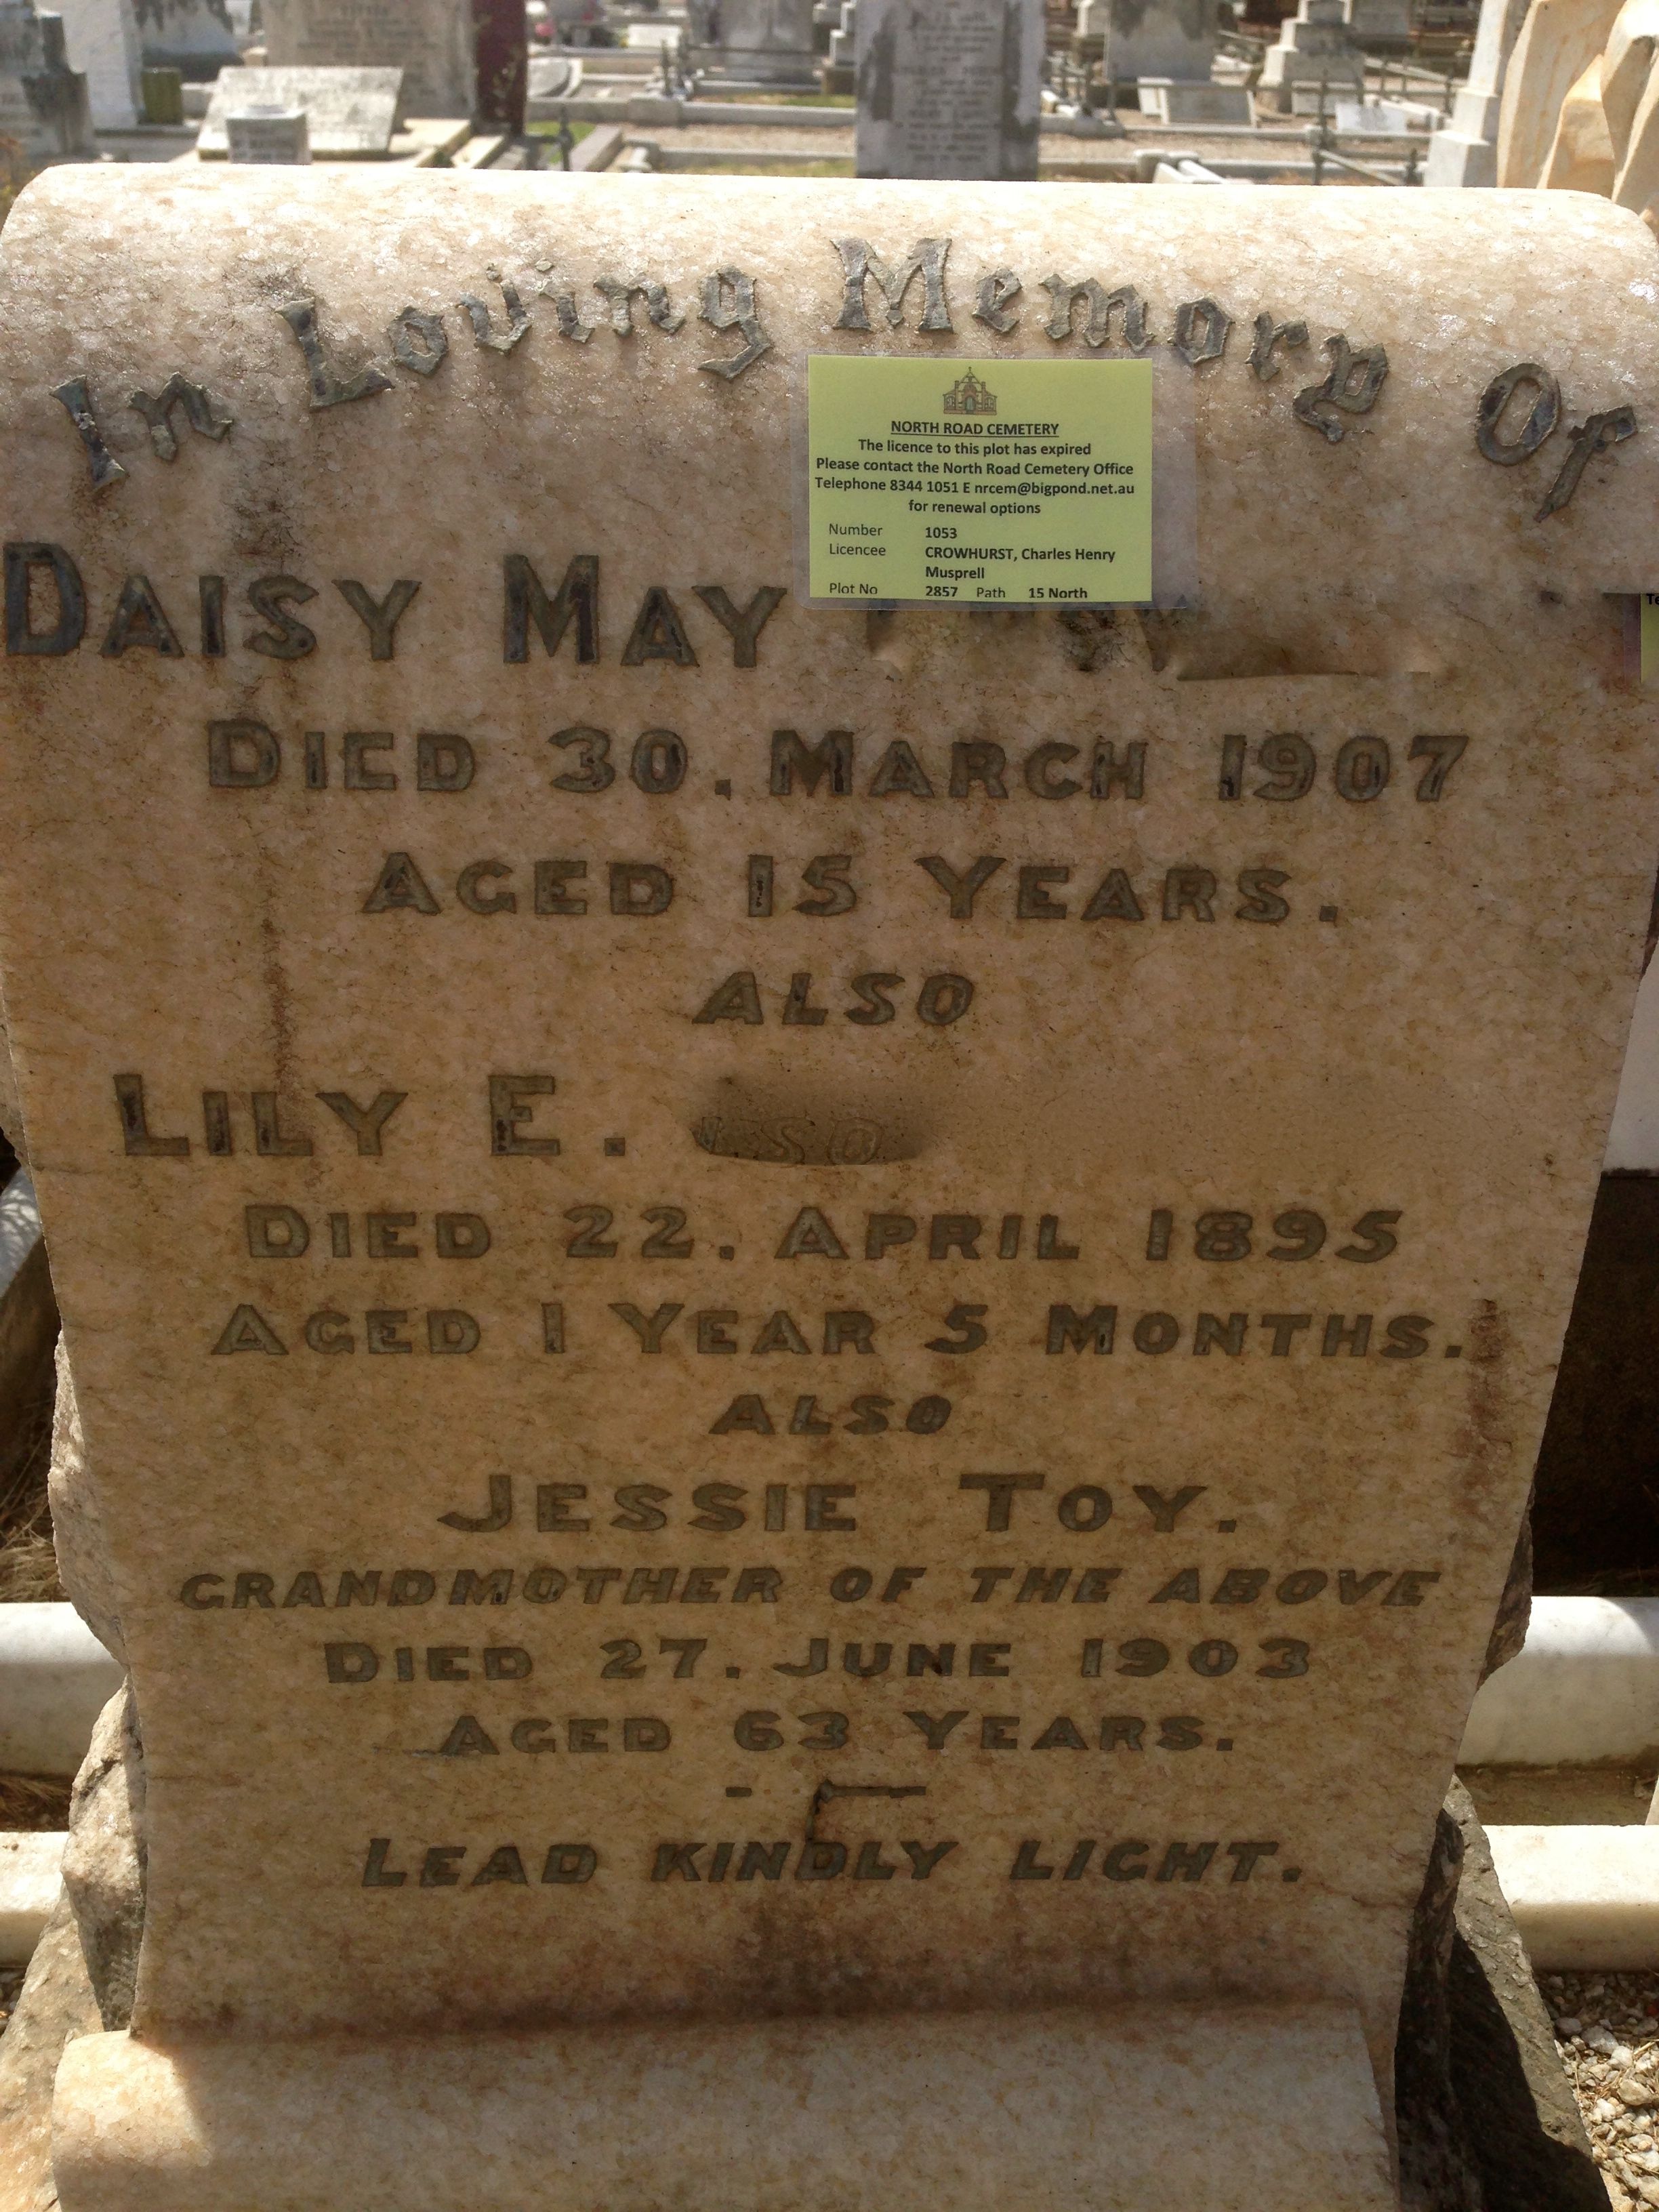 In Loving Memory Of
NORTH ROAD CEMETERY
The licence to this plot has expired
Please contact the North Road Cemetery Office
Telephone 8344 1051 E nrcem@bigpond.net.au
for renewal options
Number 1053
Licencee CROWHURST, Charles Henry
Musprell
Plot No 2857 Path 15 North
DAISY MAY
DIED 30. MARCH 1907
AGED 15 YEARS.
ALSO
LILY E.
DIED 22. APRIL 1895
AGED 1 YEAR 5 MONTHS.
ALSO
JESSIE TOY.
GRANDMOTHER OF THE ABOVE
DIED 27. JUNE 1903
AGED 63 YEARS.
LEAD KINDLY LIGHT.